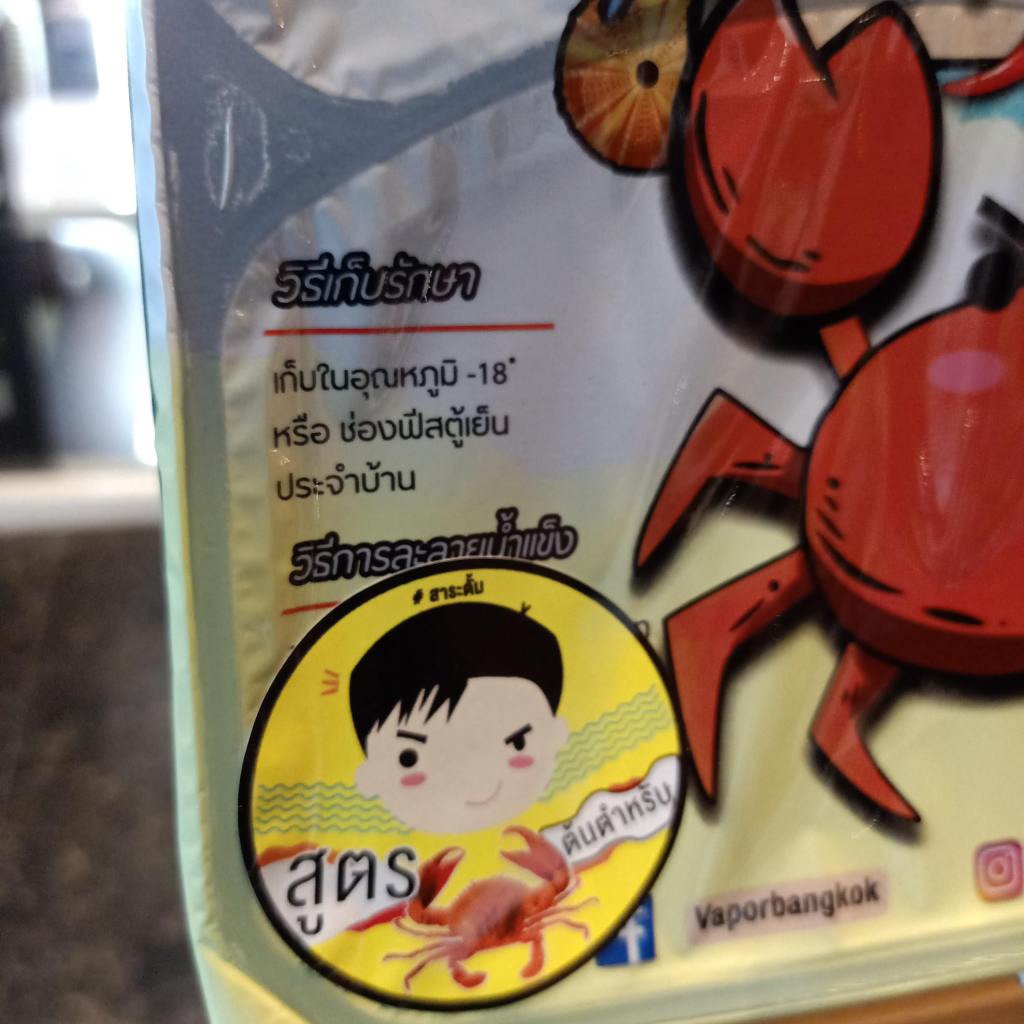 วิธีเก็บรักษา
เก็บในอุณหภูมิ -18°
หรือ ช่องฟีสตู้เย็น
ประจำบ้าน
วิธีการละลายน้ำแข็ง
# สาระตั้ม
สูตร
ต้นตำหรับ
Vaporbangkok